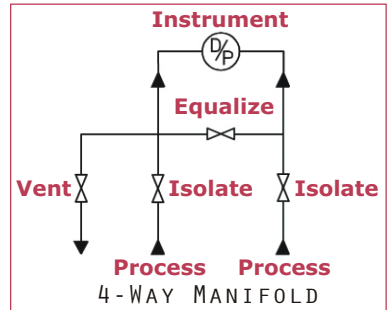 Instrument
D/P
Equalize
Vent Isolate Isolate
Process Process
4-WAY MANIFOLD